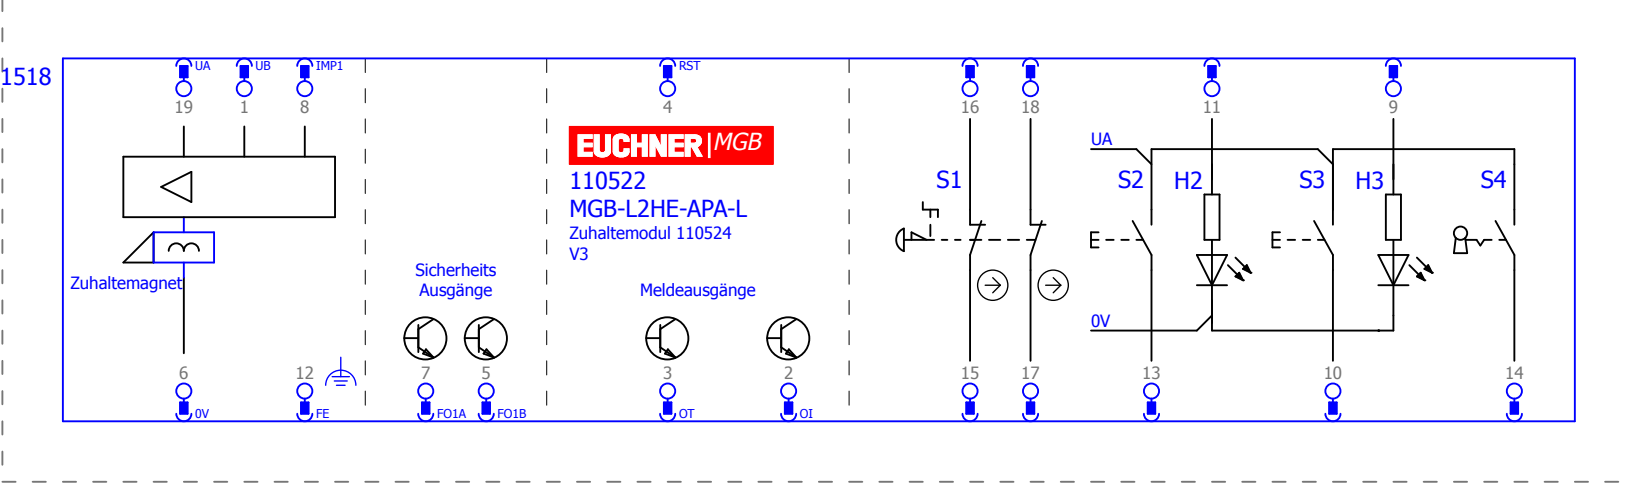 UA UB IMP1 RST
1518
19 1 8 4 16 18 11 9
EUCHNER MGB
UA
110522
S1 S2 H2 S3 H3 S4
MGB-L2HE-APA-L
Zuhaltemodul 110524
V3
Sicherheits
Ausgänge
Zuhaltemagnet
Meldeausgänge
0V
6 12 7 5 3 2 15 17 13 10 14
0V FE FO1A FO1B OT OI